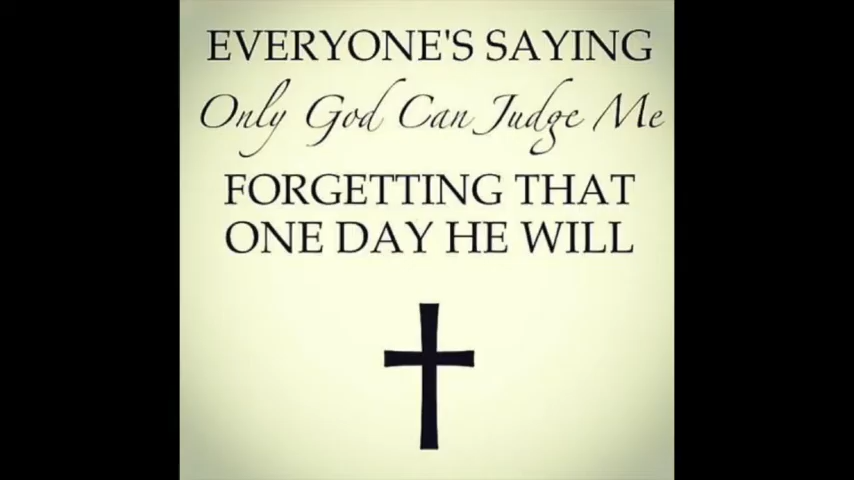 EVERYONE'S SAYING
Only God Can Judge Me
FORGETTING THAT
ONE DAY HE WILL